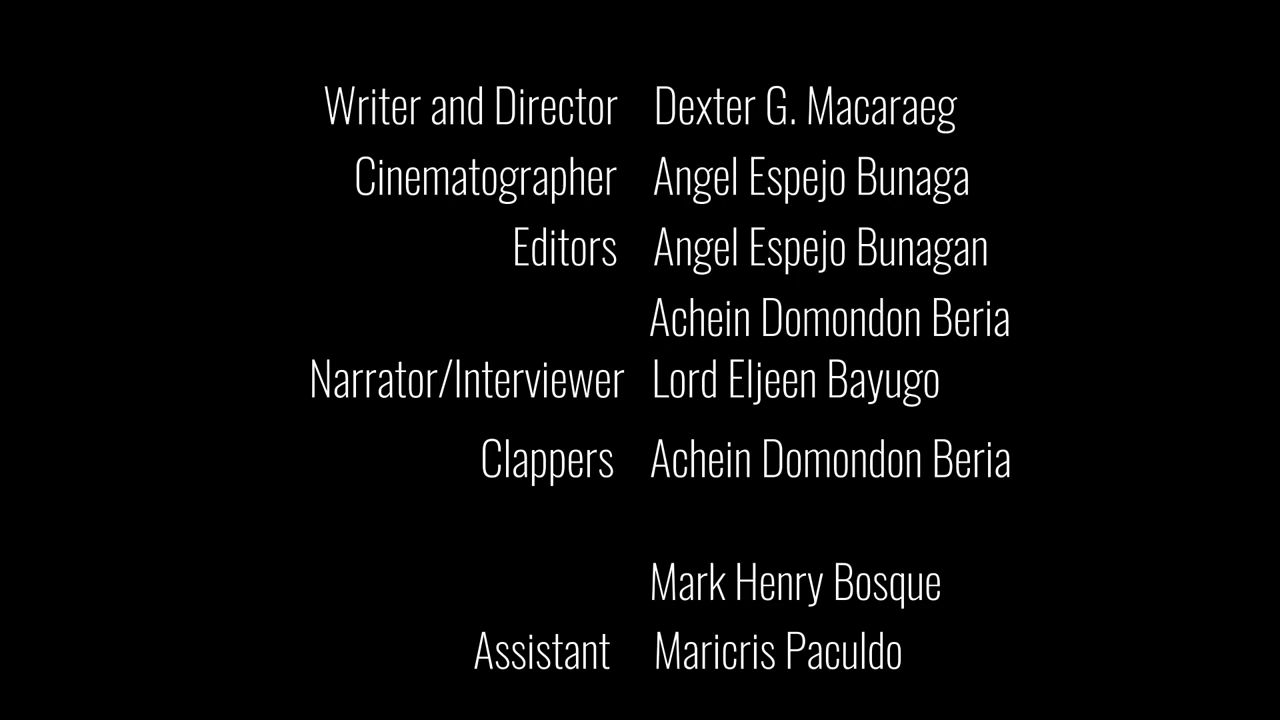 Writer and Director Dexter G. Macaraeg
Cinematographer Angel Espejo Bunaga
Editors Angel Espejo Bunagan
Achein Domondon Beria
Narrator/Interviewer Lord Eljeen Bayugo
Clappers Achein Domondon Beria
Mark Henry Bosque
Assistant Maricris Paculdo